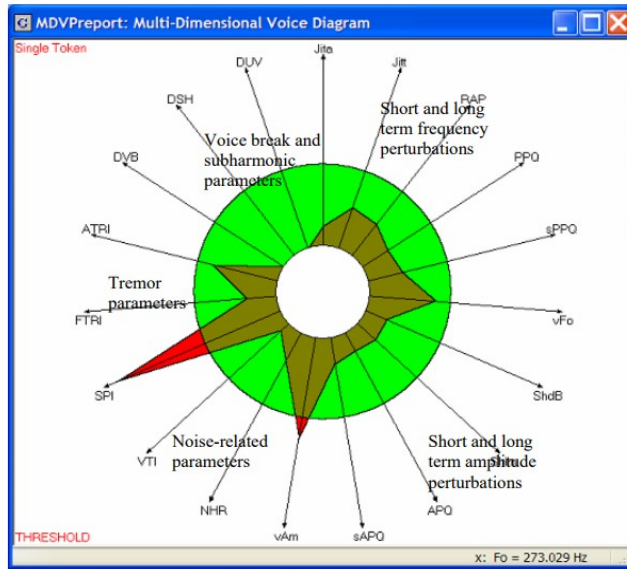 MDVPreport: Multi-Dimensional Voice Diagram
Single Token
Jita
DUV
Jitt
DSH
RAP
Short and long
term frequency
perturbations
Voice break and
subharmonic
parameters
DVB
PPQ
ATRI
sPPQ
Tremor
parameters
FTRI
vFo
SPI
ShdB
Noise-related
parameters
Short and long
term amplitude
perturbations
VTI
NHR
APQ
vAm
sAPQ
THRESHOLD
x: Fo = 273.029 Hz